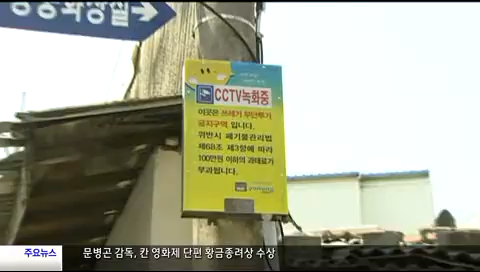 공중화장실
CCTV녹화중
이곳은 쓰레기 무단투기
금지구역 입니다.
위반시 폐기물관리법
제68조 제3항에 따라
100만원 이하의 과태료가
부과됩니다.
주요뉴스
문병곤 감독, 칸 영화제 단편 황금종려상 수상